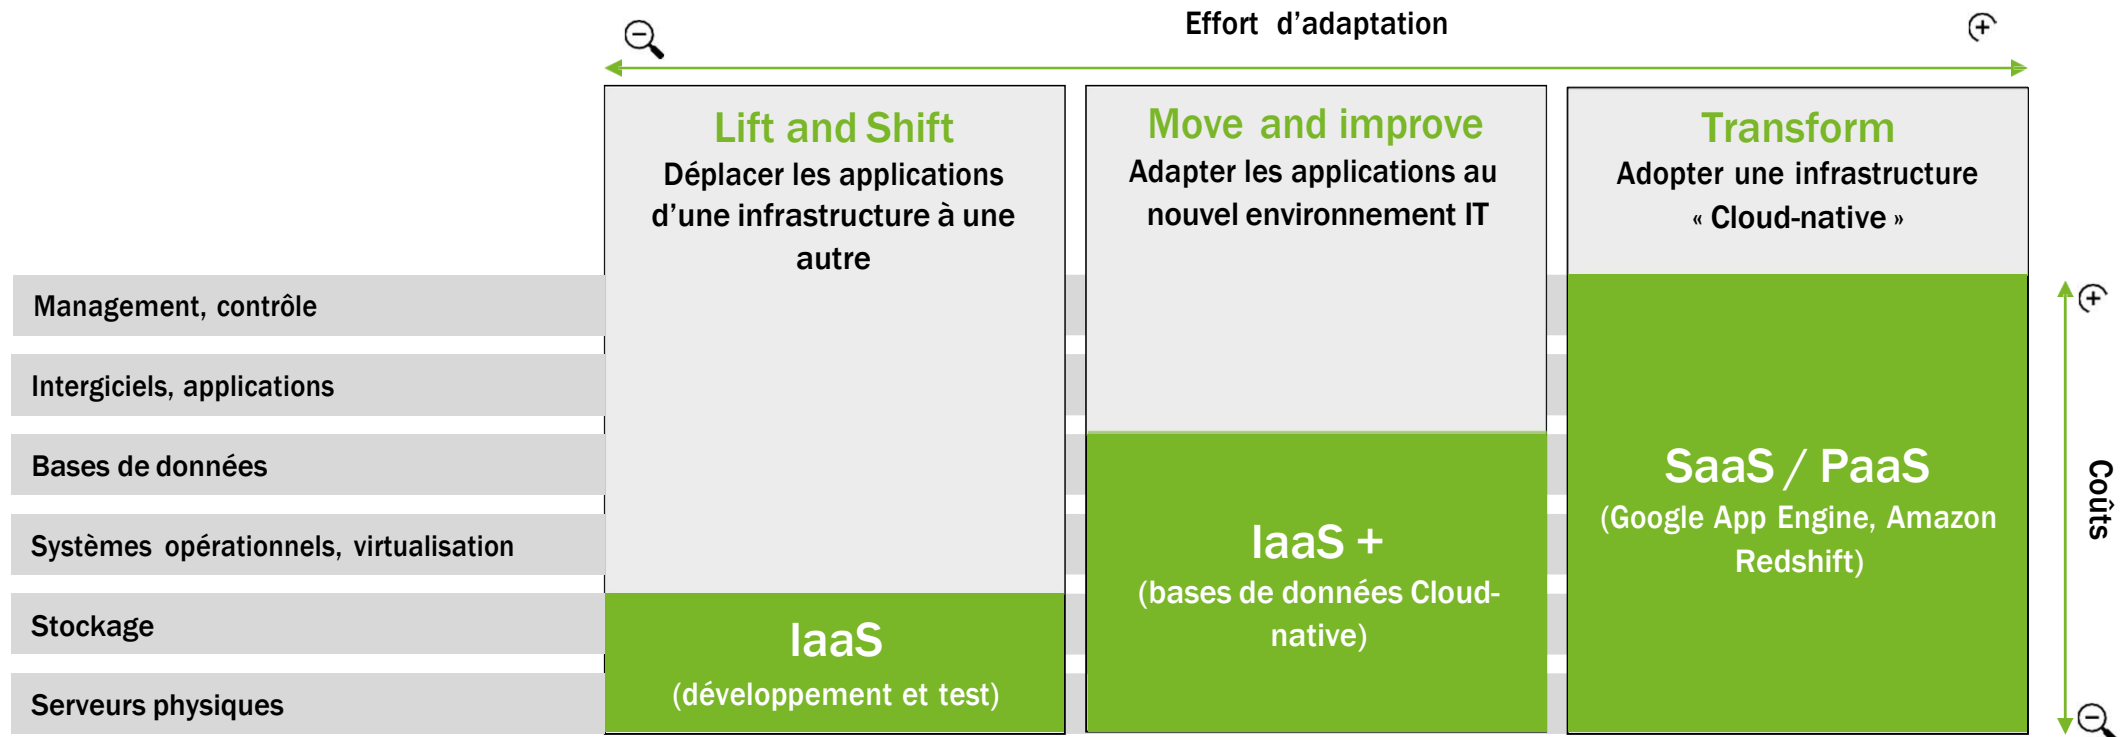 Effort d’adaptation
Lift and Shift
Déplacer les applications
d’une infrastructure à une
autre
Move and improve
Adapter les applications au
nouvel environnement IT
Transform
Adopter une infrastructure
« Cloud-native »
Management, contrôle
Intergiciels, applications
Bases de données
Systèmes opérationnels, virtualisation
Stockage
Serveurs physiques
IaaS
(développement et test)
IaaS +
(bases de données Cloud-
native)
SaaS / PaaS
(Google App Engine, Amazon
Redshift)
Coûts